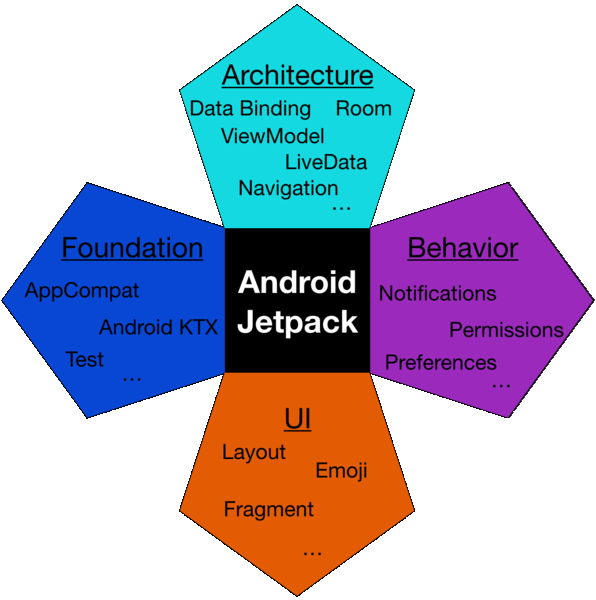 Architecture
Data Binding Room
ViewModel
LiveData
Navigation
...
Foundation
AppCompat
Android KTX
Test
...
Android
Jetpack
Behavior
Notifications
Permissions
Preferences
...
UI
Layout
Emoji
Fragment
...